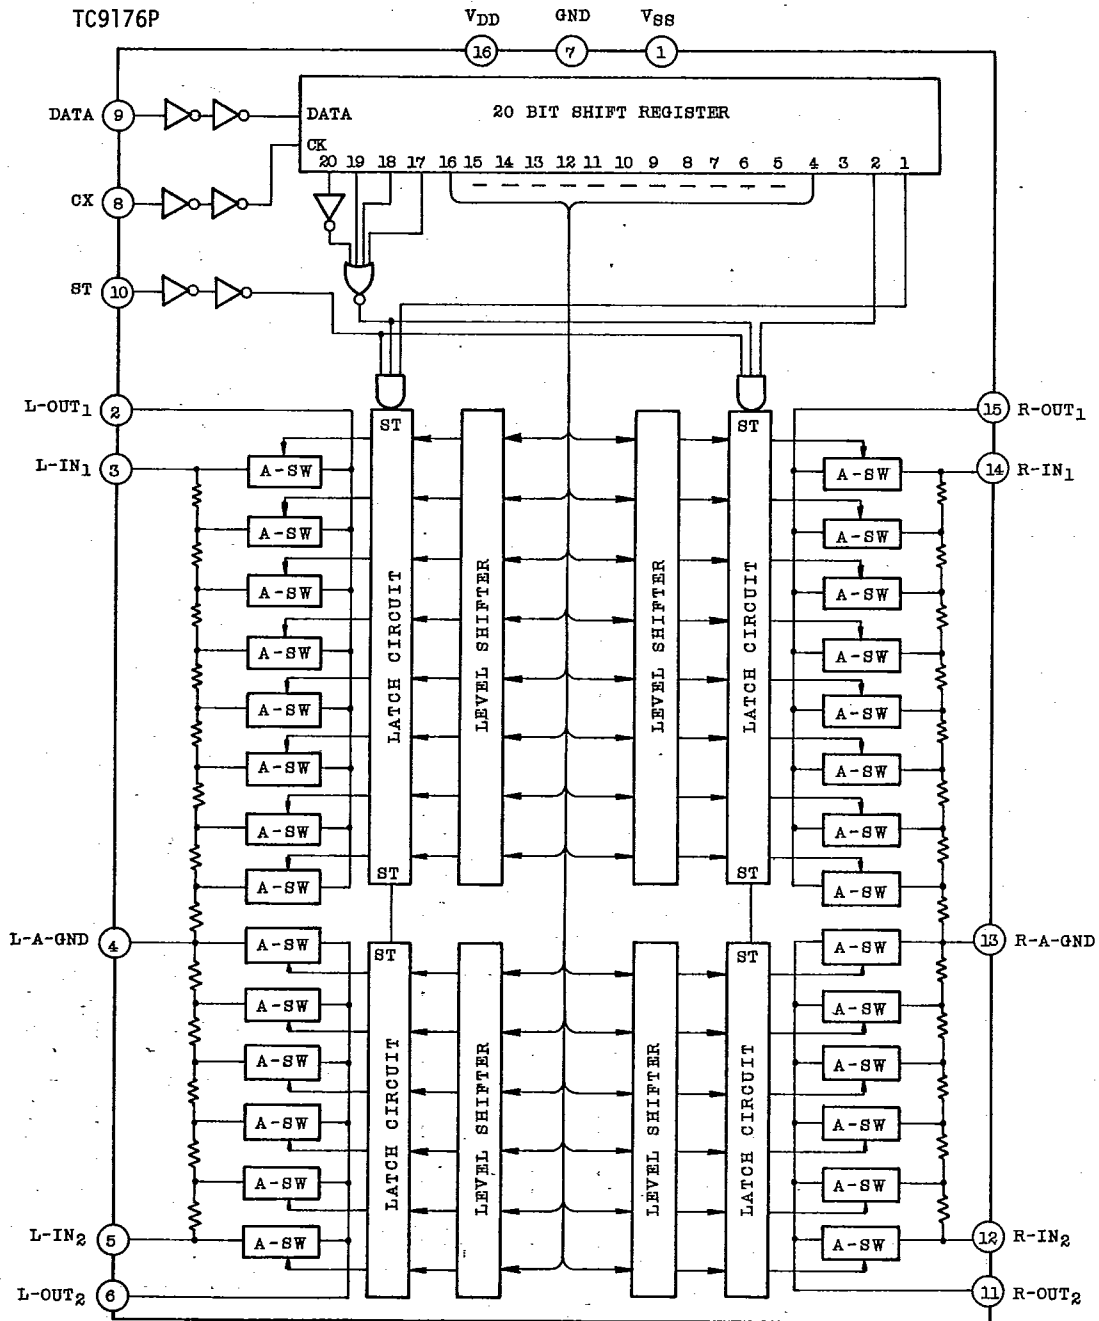 TC9176P
VDD GND VSS
16 7 1
DATA 9 DATA 20 BIT SHIFT REGISTER
CK
20 19 18 17 16 15 14 13 12 11 10 9 8 7 6 5 4 3 2 1
CX 8
ST 10
L-OUT1 2 ST ST 15 R-OUT1
L-IN1 3 A-SW A-SW 14 R-IN1
A-SW A-SW
A-SW A-SW
A-SW A-SW
A-SW A-SW
A-SW A-SW
A-SW A-SW
A-SW A-SW
LATCH CIRCUIT LEVEL SHIFTER LEVEL SHIFTER LATCH CIRCUIT
ST ST
L-A-GND 4 A-SW ST ST A-SW 13 R-A-GND
A-SW A-SW
A-SW A-SW
A-SW A-SW
A-SW A-SW
LATCH CIRCUIT LEVEL SHIFTER LEVEL SHIFTER LATCH CIRCUIT
L-IN2 5 A-SW A-SW 12 R-IN2
L-OUT2 6 11 R-OUT2